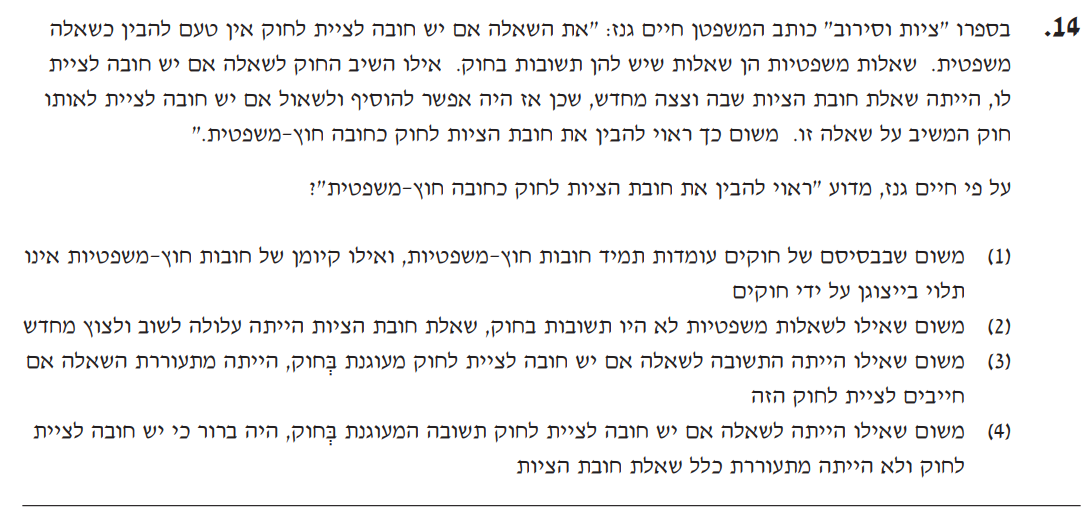 14. בספרו "ציות וסירוב" כותב המשפטן חיים גנז: "את השאלה אם יש חובה לציית לחוק אין טעם להבין כשאלה
משפטית. שאלות משפטיות הן שאלות שיש להן תשובות בחוק. אילו השיב החוק לשאלה אם יש חובה לציית
לו, הייתה שאלת חובת הציות שבה וצצה מחדש, שכן אז היה אפשר להוסיף ולשאול אם יש חובה לציית לאותו
חוק המשיב על שאלה זו. משום כך ראוי להבין את חובת הציות לחוק כחובה חוץ-משפטית."
על פי חיים גנז, מדוע "ראוי להבין את חובת הציות לחוק כחובה חוץ-משפטית"?
(1) משום שבבסיסם של חוקים עומדות תמיד חובות חוץ-משפטיות, ואילו קיומן של חובות חוץ-משפטיות אינו
תלוי בייצוגן על ידי חוקים
(2) משום שאילו לשאלות משפטיות לא היו תשובות בחוק, שאלת חובת הציות הייתה עלולה לשוב ולצוץ מחדש
(3) משום שאילו הייתה התשובה לשאלה אם יש חובה לציית לחוק מעוגנת בְּחוק, הייתה מתעוררת השאלה אם
חייבים לציית לחוק הזה
(4) משום שאילו הייתה לשאלה אם יש חובה לציית לחוק תשובה המעוגנת בְּחוק, היה ברור כי יש חובה לציית
לחוק ולא הייתה מתעוררת כלל שאלת חובת הציות